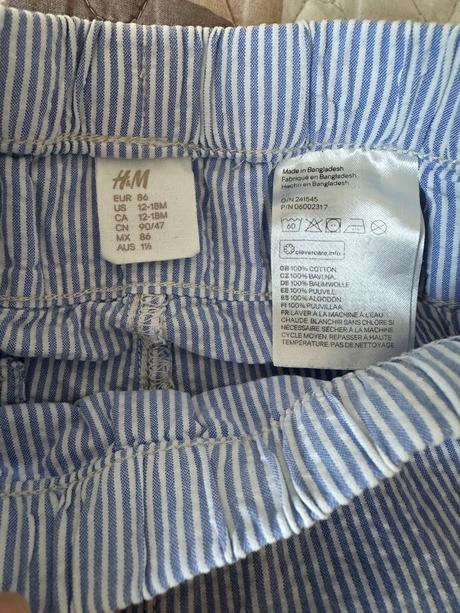 H&M
EUR 86
US 12-18M
CA 12-18M
CN 90/47
MX 86
AUS 1½
Made in Bangladesh
Fabriqué en Bangladesh
Hecho en Bangladesh
O/N 241545
P/N 06002317
60
clevercare.info
GB 100% COTTON
CZ 100% BAVLNA.
DE 100% BAUMWOLLE
EE 100% PUUVILL
ES 100% ALGODÓN
FI 100% PUUVILLAA
FR LAVER À LA MACHINE À L'EAU
CHAUDE. BLANCHIR SANS CHLORE SI
NÉCESSAIRE. SÉCHER À LA MACHINE
CYCLE MOYEN. REPASSER À HAUTE
TEMPÉRATURE. PAS DE NETTOYAGE